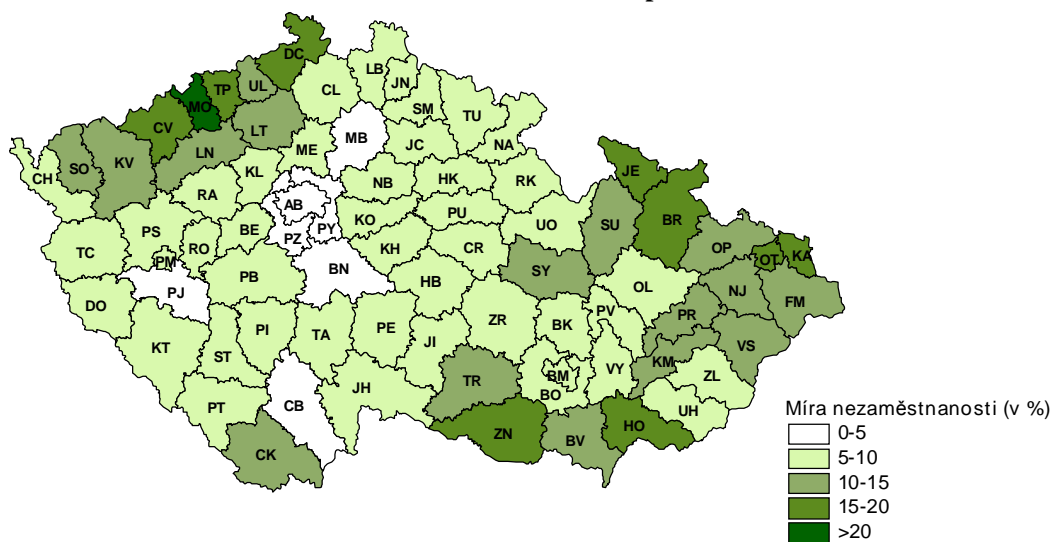 DC
LB
JN
TP
UL
CL
MO
SM
TU
CV
LT
MB
ME
JC
NA
LN
SO
KV
KL
CH
RA
NB
HK
RK
JE
AB
BR
PS
RO
BE
PY
KO
PU
UO
SU
TC
PZ
KH
CR
OP
PM
OT
KA
PB
BN
SY
PJ
HB
OL
NJ
FM
DO
PR
KT
ST
PI
TA
PE
JI
ZR
BK
PV
VS
KM
BM
VY
ZL
TR
BO
JH
PT
CB
UH
ZN
BV
HO
CK
Míra nezaměstnanosti (v %)
0-5
5-10
10-15
15-20
>20